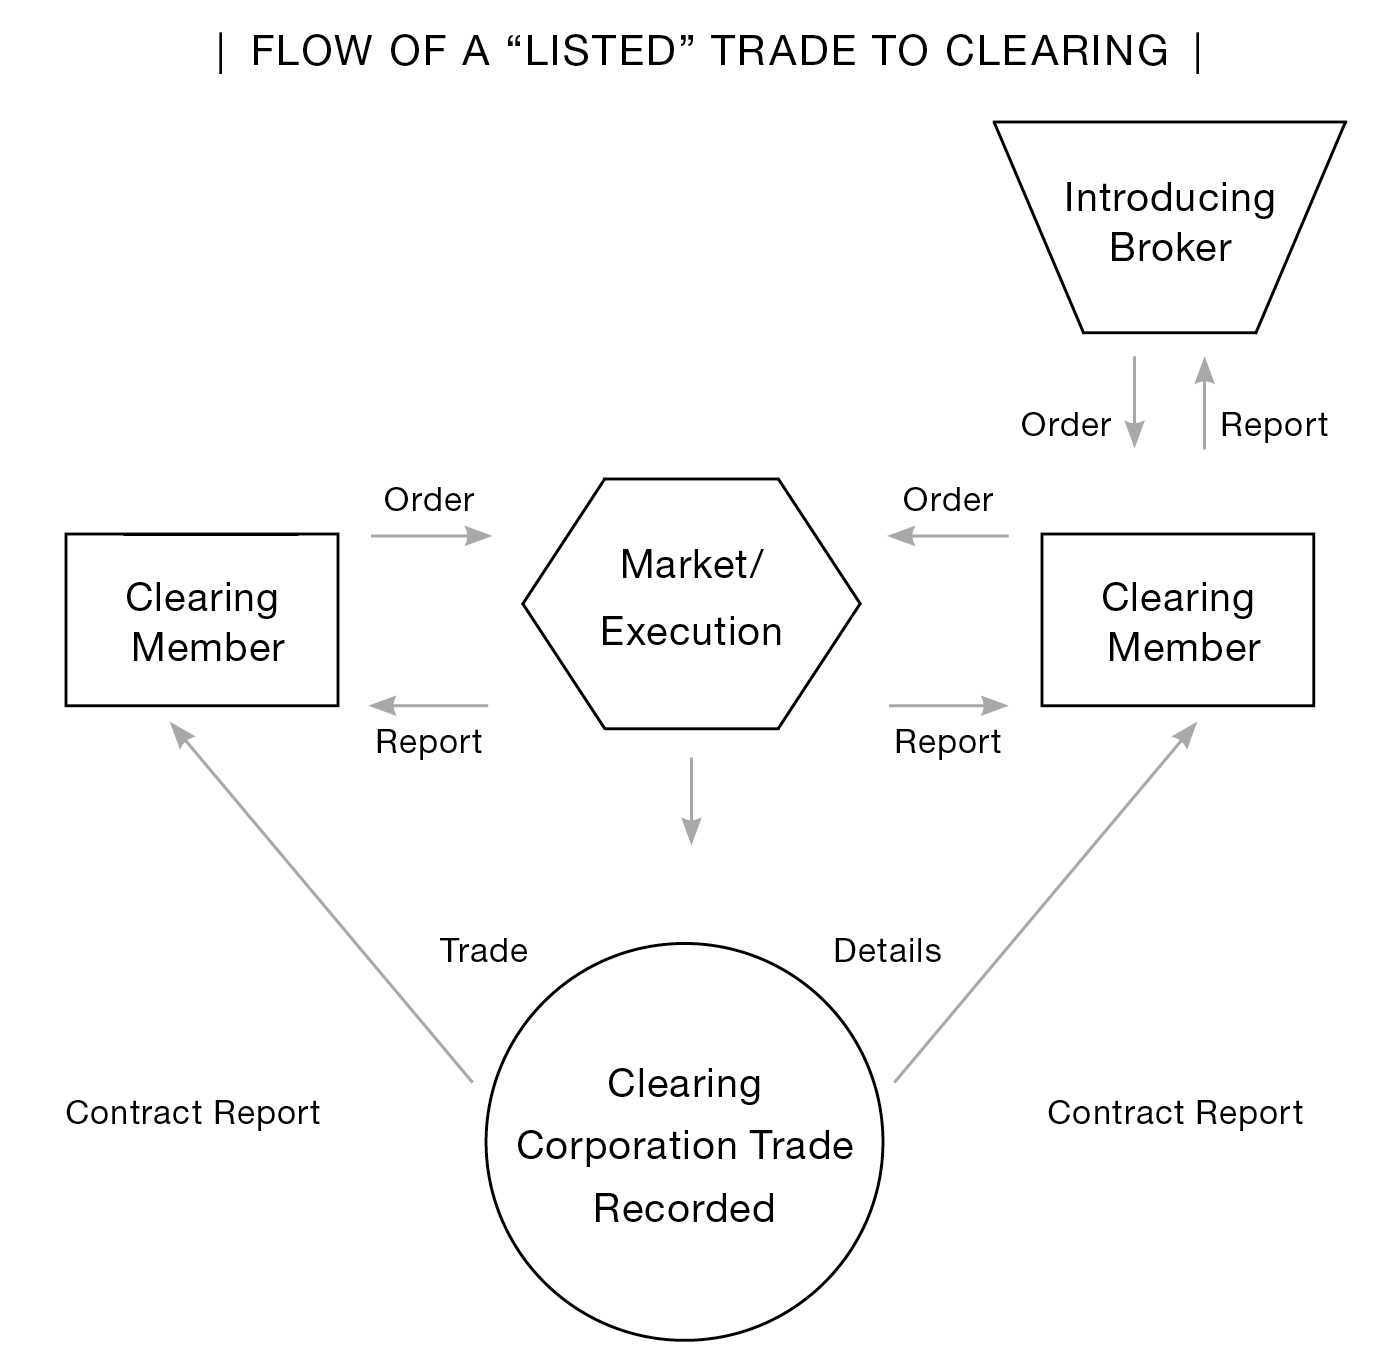 | FLOW OF A “LISTED” TRADE TO CLEARING |
Introducing
Broker
Order
Report
Order
Order
Clearing
Member
Market/
Execution
Clearing
Member
Report
Report
Trade
Details
Clearing
Corporation Trade
Recorded
Contract Report
Contract Report